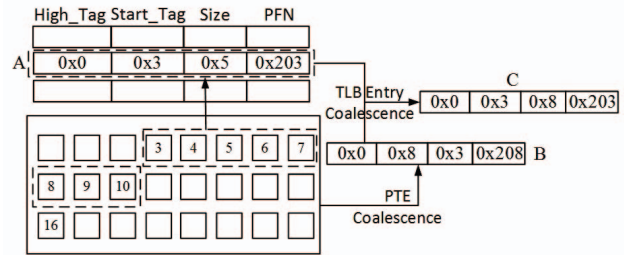 High_Tag Start_Tag Size PFN
A 0x0 0x3 0x5 0x203
C
TLB Entry
Coalescence
0x0 0x3 0x8 0x203
3 4 5 6 7
0x0 0x8 0x3 0x208 B
8 9 10
PTE
Coalescence
16